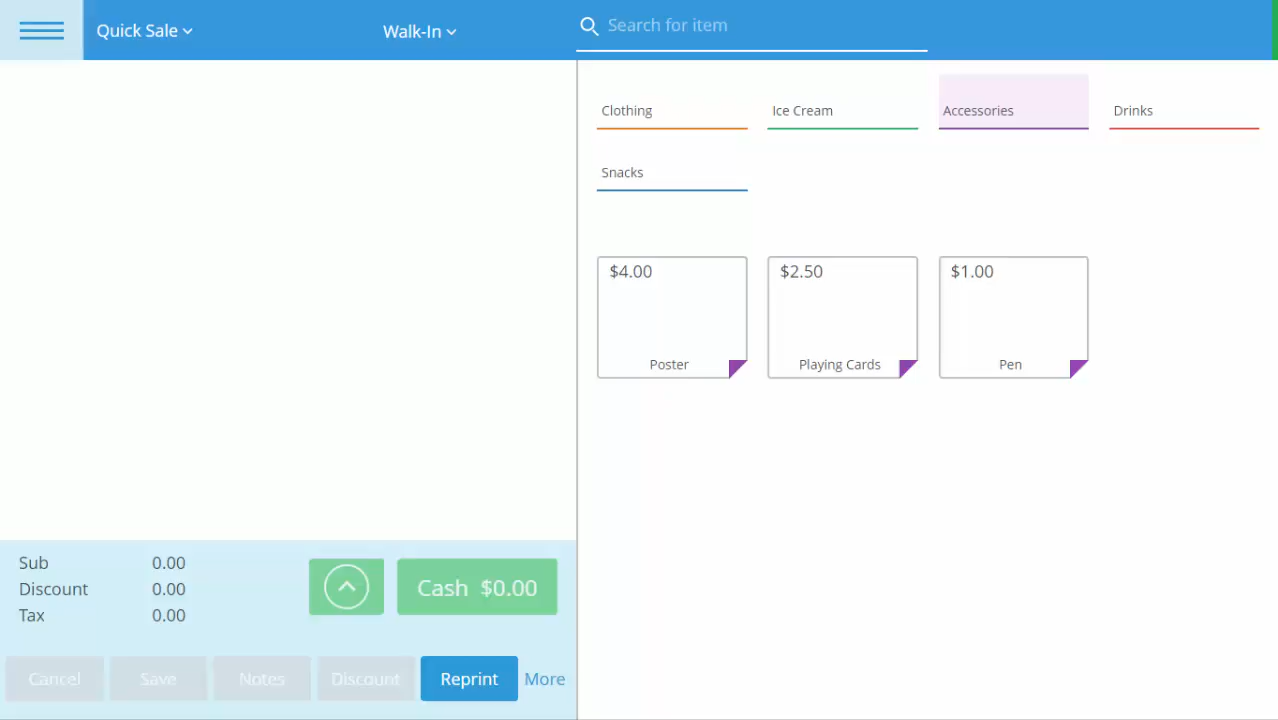 Quick Sale
Walk-In
Search for item
Clothing
Ice Cream
Accessories
Drinks
Snacks
$4.00
Poster
$2.50
Playing Cards
$1.00
Pen
Sub 0.00
Discount 0.00
Tax 0.00
Cash $0.00
Cancel
Save
Notes
Discount
Reprint
More